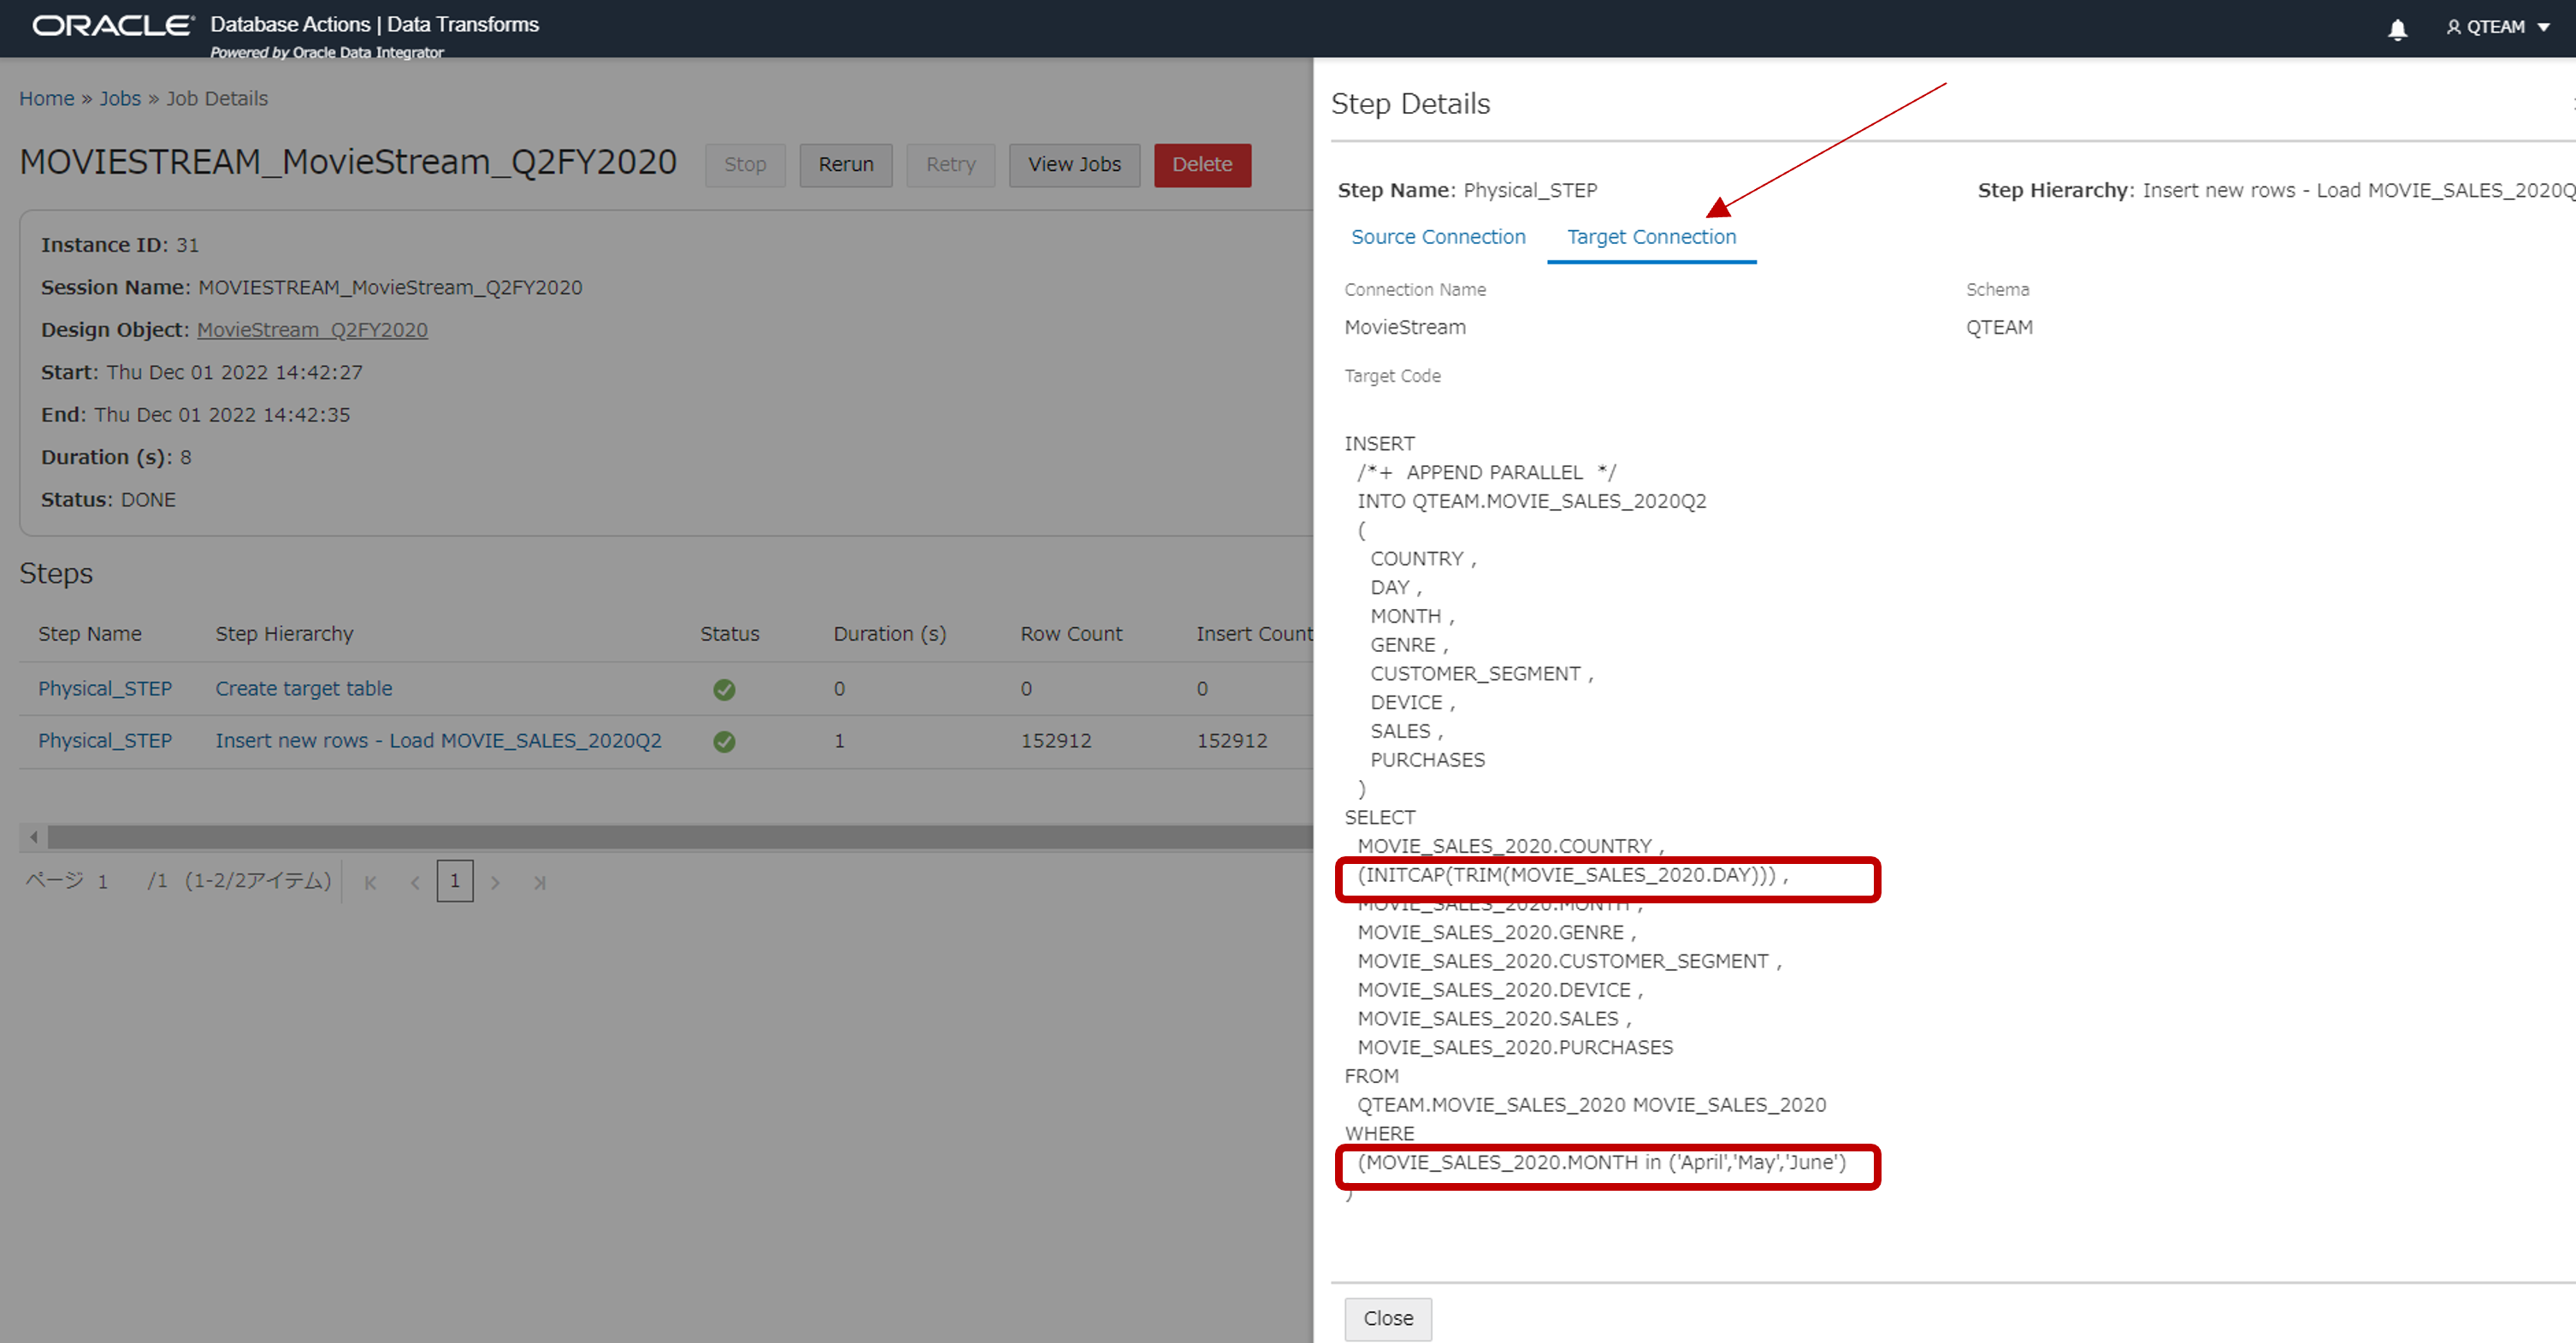 ORACLE Database Actions | Data Transforms
Powered by Oracle Data Integrator
QTEAM
Home » Jobs » Job Details
MOVIESTREAM_MovieStream_Q2FY2020
Stop
Rerun
Retry
View Jobs
Delete
Instance ID: 31
Session Name: MOVIESTREAM_MovieStream_Q2FY2020
Design Object: MovieStream_Q2FY2020
Start: Thu Dec 01 2022 14:42:27
End: Thu Dec 01 2022 14:42:35
Duration (s): 8
Status: DONE
Steps
Step Name Step Hierarchy Status Duration (s) Row Count Insert Count
Physical_STEP Create target table 0 0 0
Physical_STEP Insert new rows - Load MOVIE_SALES_2020Q2 1 152912 152912
ページ 1 /1 (1-2/2アイテム) 1
Step Details
Step Name: Physical_STEP
Step Hierarchy: Insert new rows - Load MOVIE_SALES_2020Q
Source Connection Target Connection
Connection Name Schema
MovieStream QTEAM
Target Code
INSERT
/*+ APPEND PARALLEL */
INTO QTEAM.MOVIE_SALES_2020Q2
(
COUNTRY ,
DAY ,
MONTH ,
GENRE ,
CUSTOMER_SEGMENT ,
DEVICE ,
SALES ,
PURCHASES
)
SELECT
MOVIE_SALES_2020.COUNTRY ,
(INITCAP(TRIM(MOVIE_SALES_2020.DAY))) ,
MOVIE_SALES_2020.MONTH ,
MOVIE_SALES_2020.GENRE ,
MOVIE_SALES_2020.CUSTOMER_SEGMENT ,
MOVIE_SALES_2020.DEVICE ,
MOVIE_SALES_2020.SALES ,
MOVIE_SALES_2020.PURCHASES
FROM
QTEAM.MOVIE_SALES_2020 MOVIE_SALES_2020
WHERE
(MOVIE_SALES_2020.MONTH in ('April','May','June')
)
Close